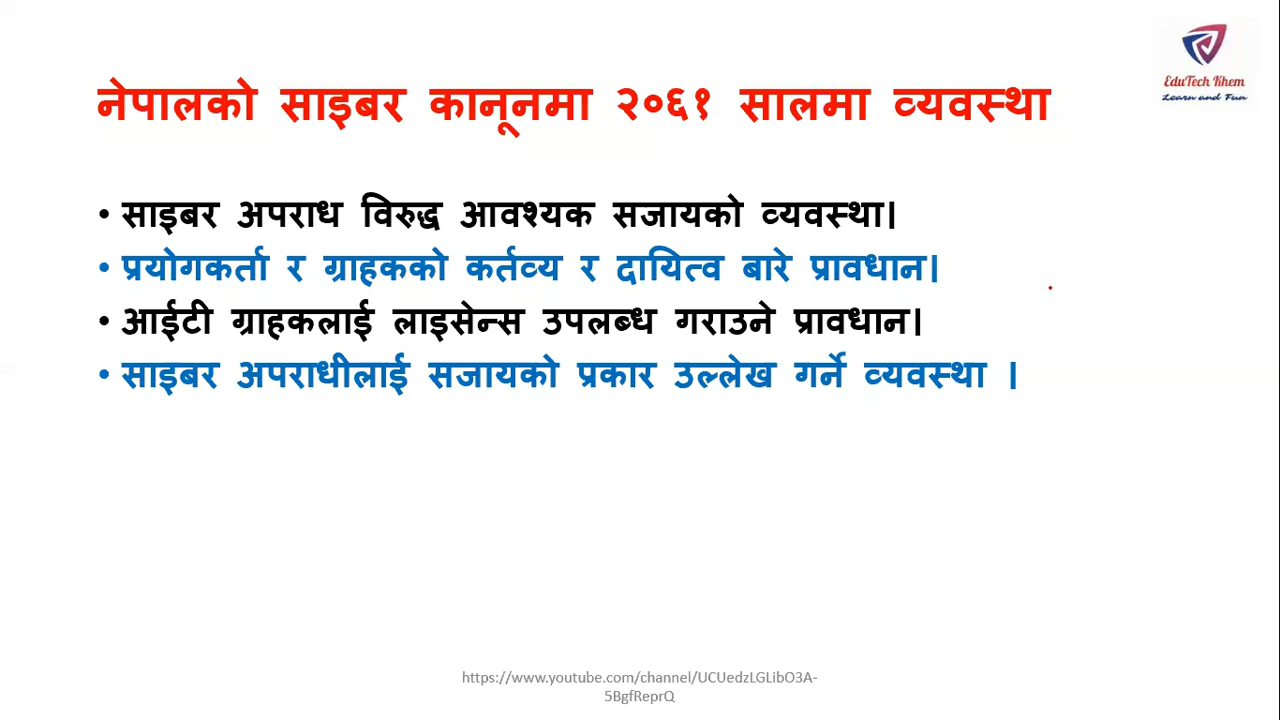 EduTech Khem
Learn and Fun
नेपालको साइबर कानूनमा २०६१ सालमा व्यवस्था
• साइबर अपराध विरुद्ध आवश्यक सजायको व्यवस्था।
• प्रयोगकर्ता र ग्राहकको कर्तव्य र दायित्व बारे प्रावधान।
• आईटी ग्राहकलाई लाइसेन्स उपलब्ध गराउने प्रावधान।
• साइबर अपराधीलाई सजायको प्रकार उल्लेख गर्ने व्यवस्था ।
https://www.youtube.com/channel/UCUedzLGLibO3A-
5BgfReprQ